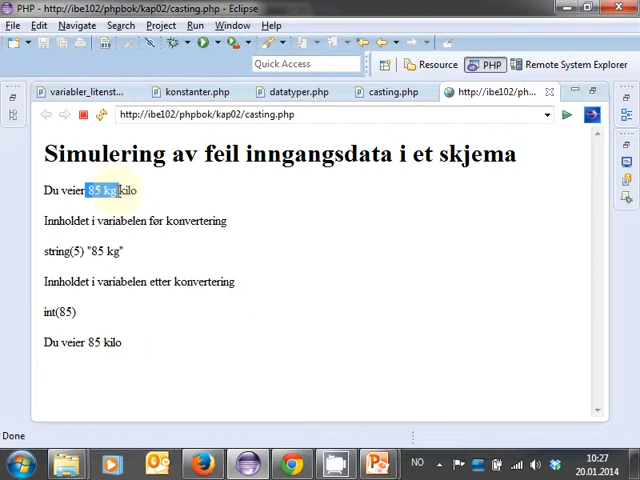 PHP - http://ibe102/phpbok/kap02/casting.php - Eclipse
File Edit Navigate Search Project Run Window Help
Quick Access Resource PHP Remote System Explorer
variabler_litenst... konstanter.php datatyper.php casting.php http://ibe102/ph...
http://ibe102/phpbok/kap02/casting.php
Simulering av feil inngangsdata i et skjema
Du veier 85 kg kilo
Innholdet i variabelen før konvertering
string(5) "85 kg"
Innholdet i variabelen etter konvertering
int(85)
Du veier 85 kilo
Done
NO 10:27
20.01.2014